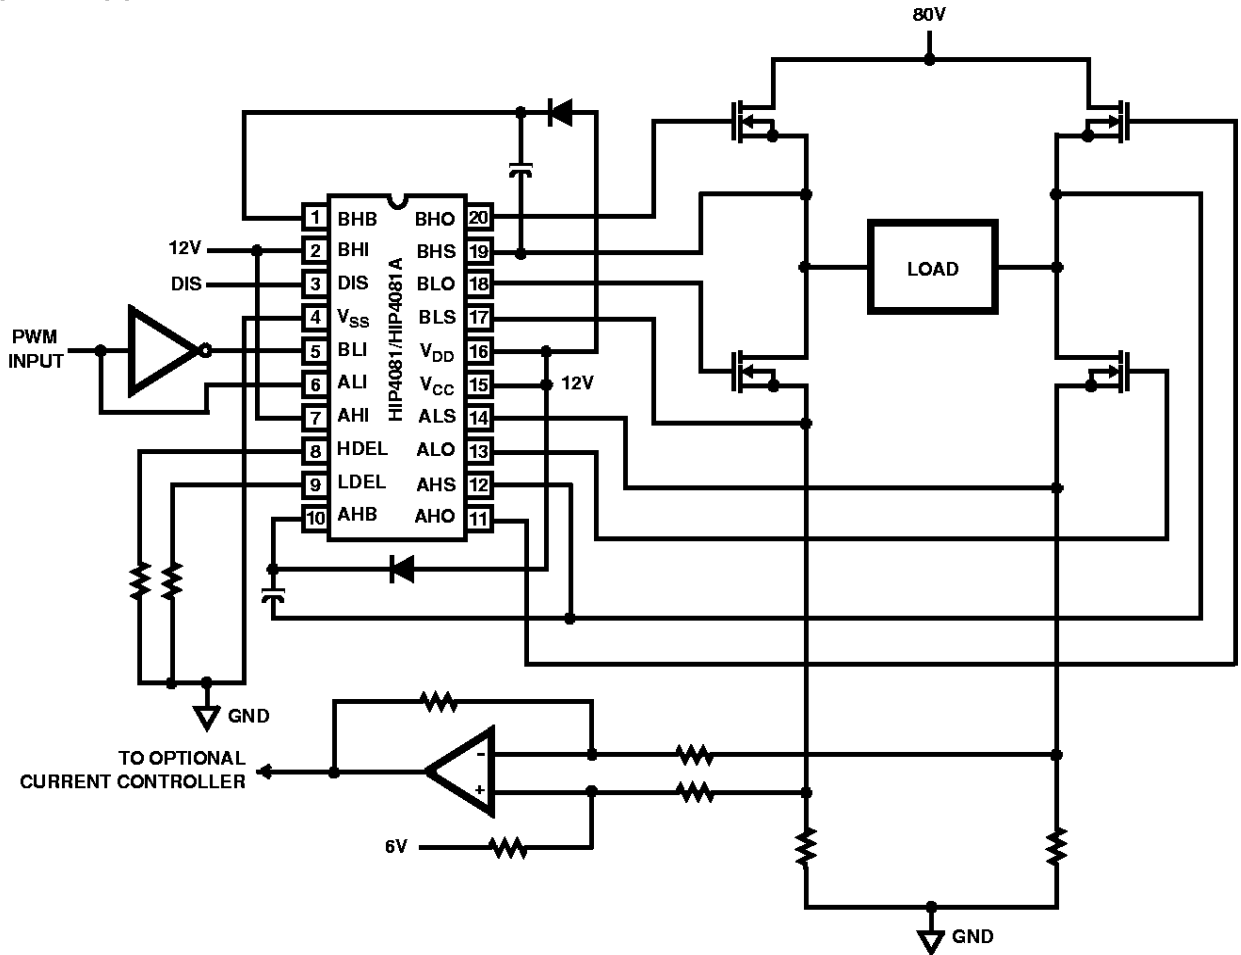 80V
1 BHB BHO 20
12V 2 BHI BHS 19
DIS 3 DIS BLO 18
4 VSS BLS 17
PWM
INPUT
5 BLI VDD 16
6 ALI VCC 15 12V
7 AHI ALS 14
8 HDEL ALO 13
9 LDEL AHS 12
10 AHB AHO 11
HIP4081/HIP4081A
LOAD
GND
TO OPTIONAL
CURRENT CONTROLLER
-
+
6V
GND